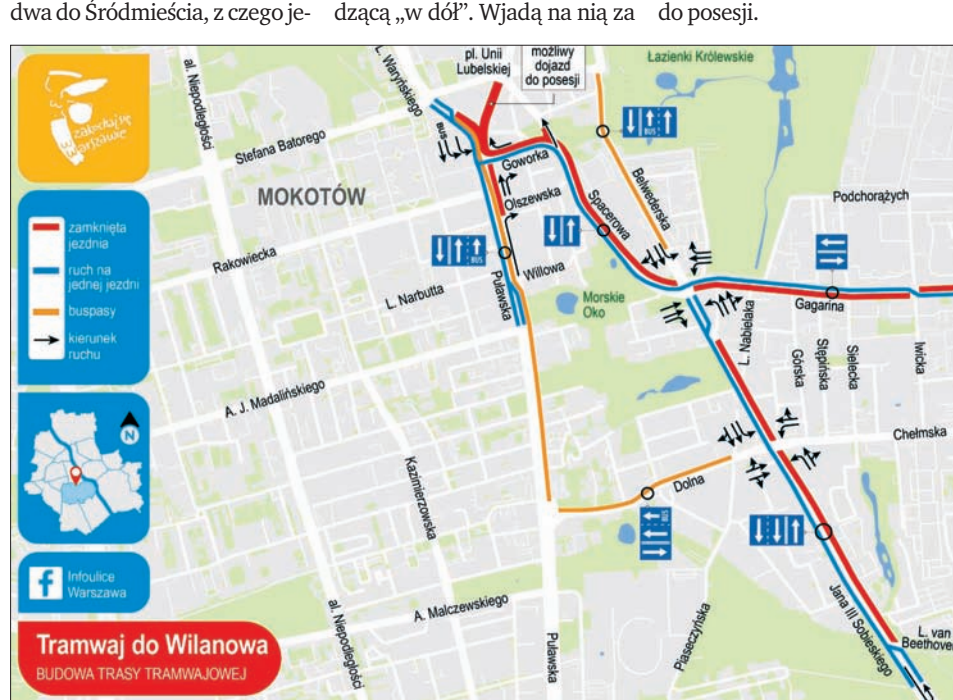 dwa do Śródmieścia, z czego je-
dzącą „w dół”. Wjadą na nią za
do posesji.
zakochaj się
w Warszawie
zamknięta
jezdnia
ruch na
jednej jezdni
buspasy
kierunek
ruchu
N
Infoulice
Warszawa
Tramwaj do Wilanowa
BUDOWA TRASY TRAMWAJOWEJ
al. Niepodległości
L. Waryńskiego
pl. Unii
Lubelskiej
możliwy
dojazd
do posesji
Łazienki Królewskie
BUS
Stefana Batorego
MOKOTÓW
Goworka
BUS
Belwederska
Podchorążych
Olszewska
Spacerowa
Rakowiecka
BUS
Willowa
L. Narbutta
Puławska
Morskie
Oko
Gagarina
L. Nabielaka
Górska
Stępińska
Sielecka
Iwicka
A. J. Madalińskiego
Chełmska
Kazimierzowska
Dolna
BUS
al. Niepodległości
A. Malczewskiego
Puławska
Piaseczyńska
Jana III Sobieskiego
L. van
Beethoven